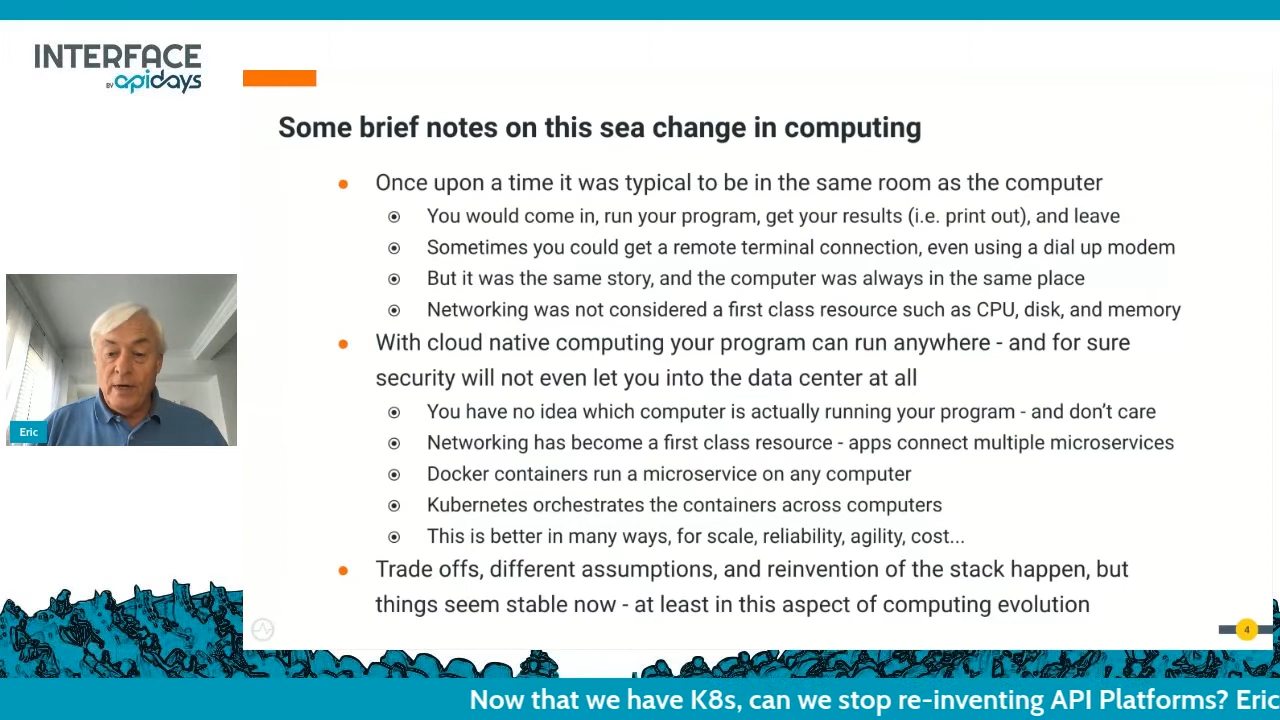 INTERFACE
BY apidays
Some brief notes on this sea change in computing
Once upon a time it was typical to be in the same room as the computer
You would come in, run your program, get your results (i.e. print out), and leave
Sometimes you could get a remote terminal connection, even using a dial up modem
But it was the same story, and the computer was always in the same place
Networking was not considered a first class resource such as CPU, disk, and memory
With cloud native computing your program can run anywhere - and for sure
security will not even let you into the data center at all
You have no idea which computer is actually running your program - and don't care
Networking has become a first class resource - apps connect multiple microservices
Docker containers run a microservice on any computer
Kubernetes orchestrates the containers across computers
This is better in many ways, for scale, reliability, agility, cost...
Trade offs, different assumptions, and reinvention of the stack happen, but
things seem stable now - at least in this aspect of computing evolution
Eric
4
Now that we have K8s, can we stop re-inventing API Platforms? Eric